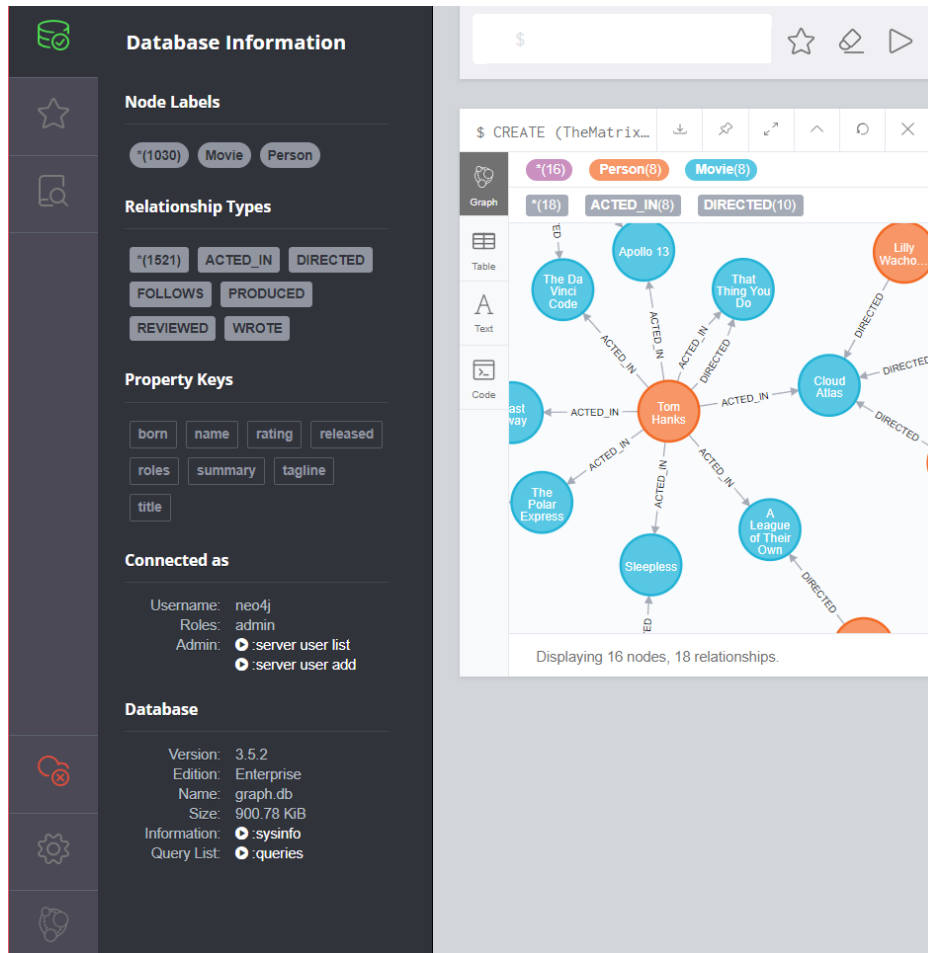 Database Information
Node Labels
*(1030) Movie Person
Relationship Types
*(1521) ACTED_IN DIRECTED
FOLLOWS PRODUCED
REVIEWED WROTE
Property Keys
born name rating released
roles summary tagline
title
Connected as
Username: neo4j
Roles: admin
Admin: :server user list
:server user add
Database
Version: 3.5.2
Edition: Enterprise
Name: graph.db
Size: 900.78 KiB
Information: :sysinfo
Query List: :queries
$
$ CREATE (TheMatrix…
Graph
Table
Text
Code
*(16) Person(8) Movie(8)
*(18) ACTED_IN(8) DIRECTED(10)
TED
Apollo 13
Lilly
Wacho...
The Da
Vinci
Code
That
Thing You
Do
DIRECTED
ACTED_IN
ACTED_IN
ACTED_IN
DIRECTED
DIRECTED
Cloud
Atlas
ast
way
ACTED_IN
Tom
Hanks
ACTED_IN
DIRECTED
ACTED_IN
ACTED_IN
ACTED_IN
The
Polar
Express
A
League
of Their
Own
Sleepless
DIRECTED
TED
Displaying 16 nodes, 18 relationships.